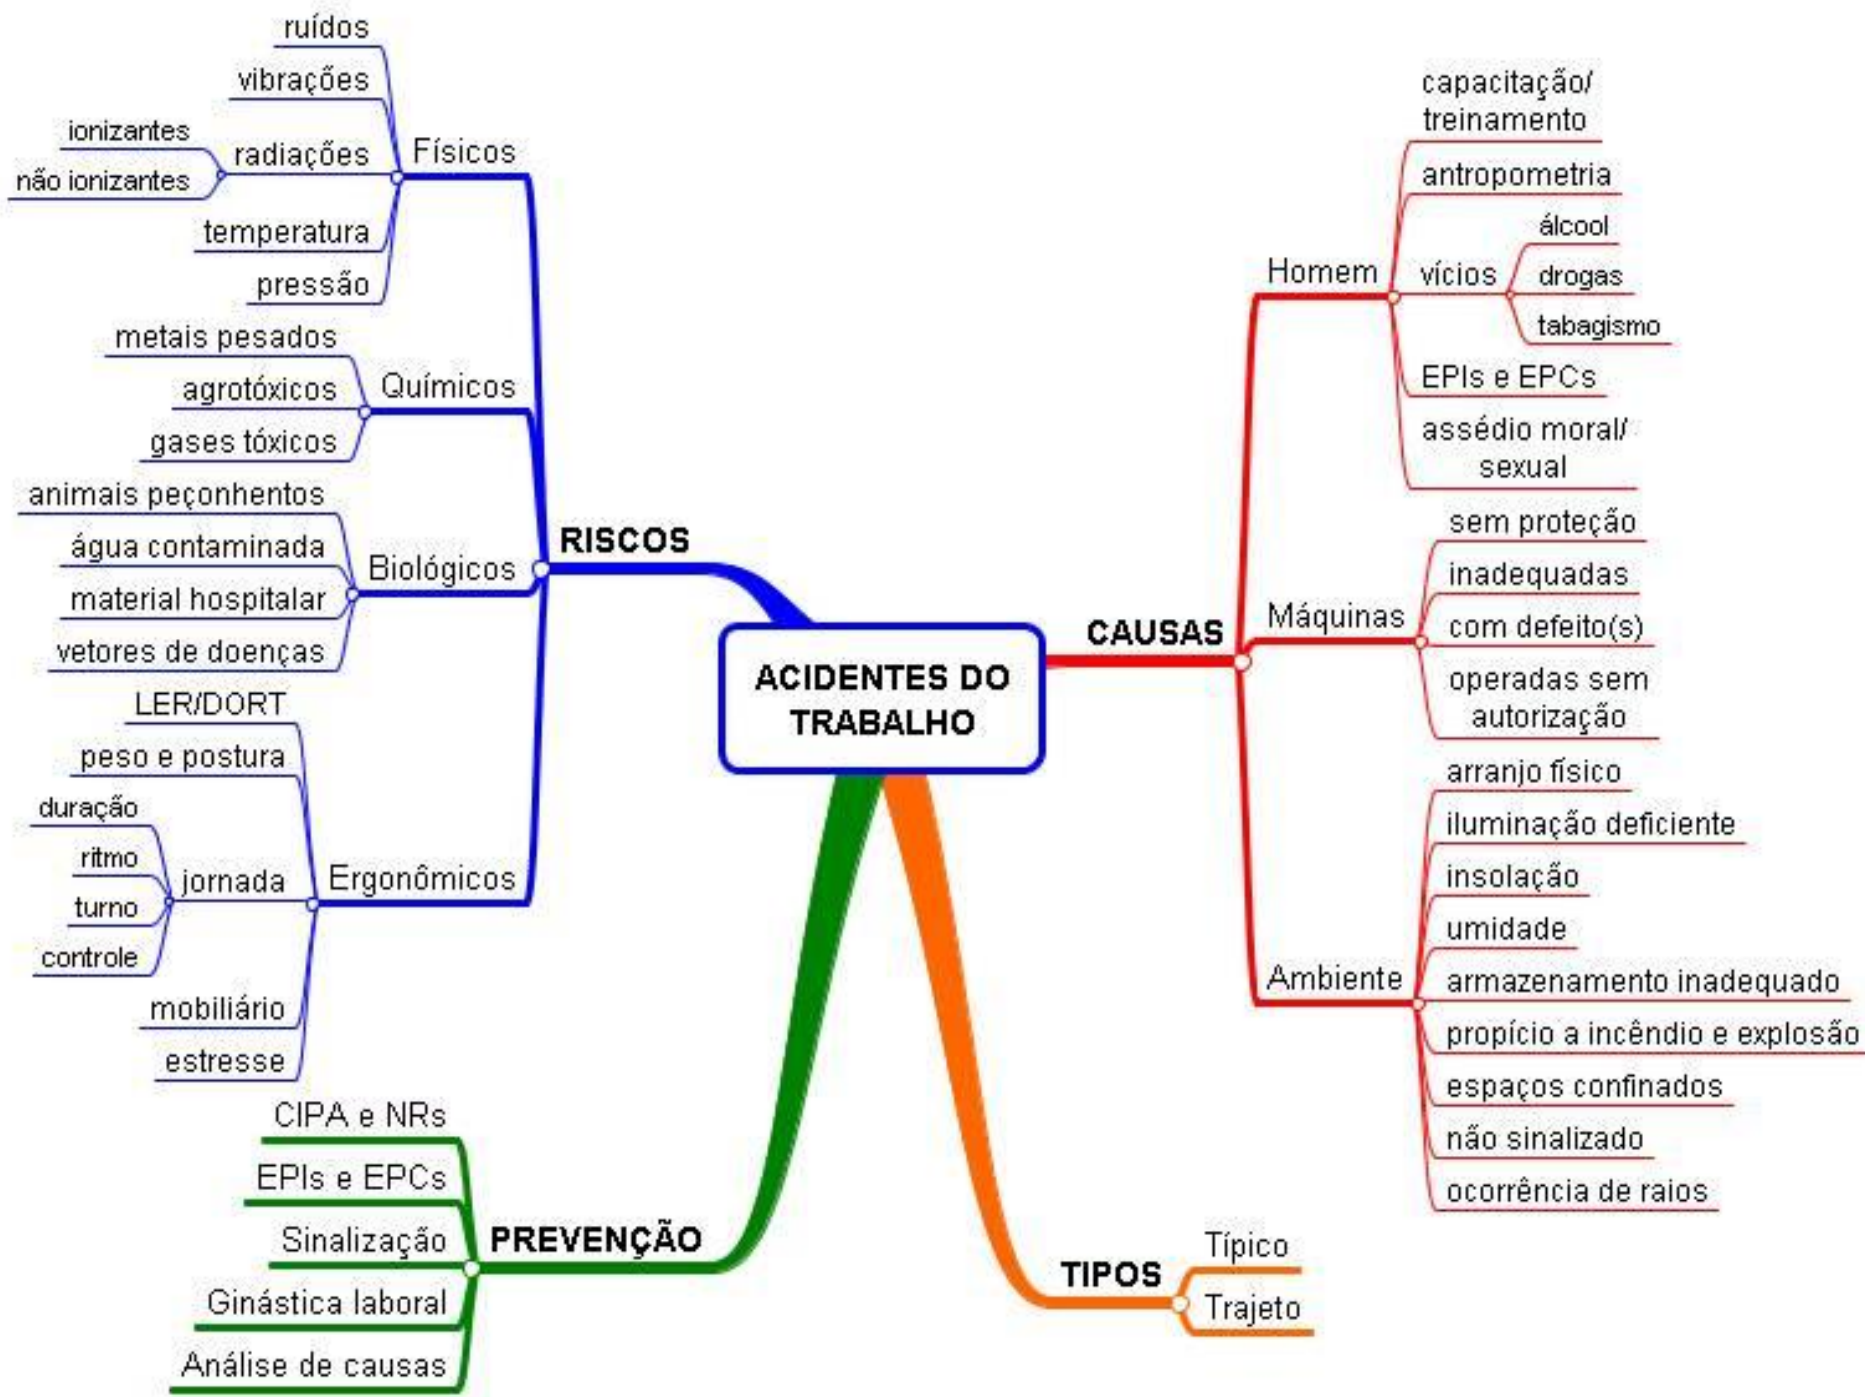 ACIDENTES DO
TRABALHO
RISCOS
Físicos
ruídos
vibrações
radiações
ionizantes
não ionizantes
temperatura
pressão
Químicos
metais pesados
agrotóxicos
gases tóxicos
Biológicos
animais peçonhentos
água contaminada
material hospitalar
vetores de doenças
Ergonômicos
LER/DORT
peso e postura
jornada
duração
ritmo
turno
controle
mobiliário
estresse
PREVENÇÃO
CIPA e NRs
EPIs e EPCs
Sinalização
Ginástica laboral
Análise de causas
CAUSAS
Homem
capacitação/
treinamento
antropometria
vícios
álcool
drogas
tabagismo
EPIs e EPCs
assédio moral/
sexual
Máquinas
sem proteção
inadequadas
com defeito(s)
operadas sem
autorização
Ambiente
arranjo físico
iluminação deficiente
insolação
umidade
armazenamento inadequado
propício a incêndio e explosão
espaços confinados
não sinalizado
ocorrência de raios
TIPOS
Típico
Trajeto